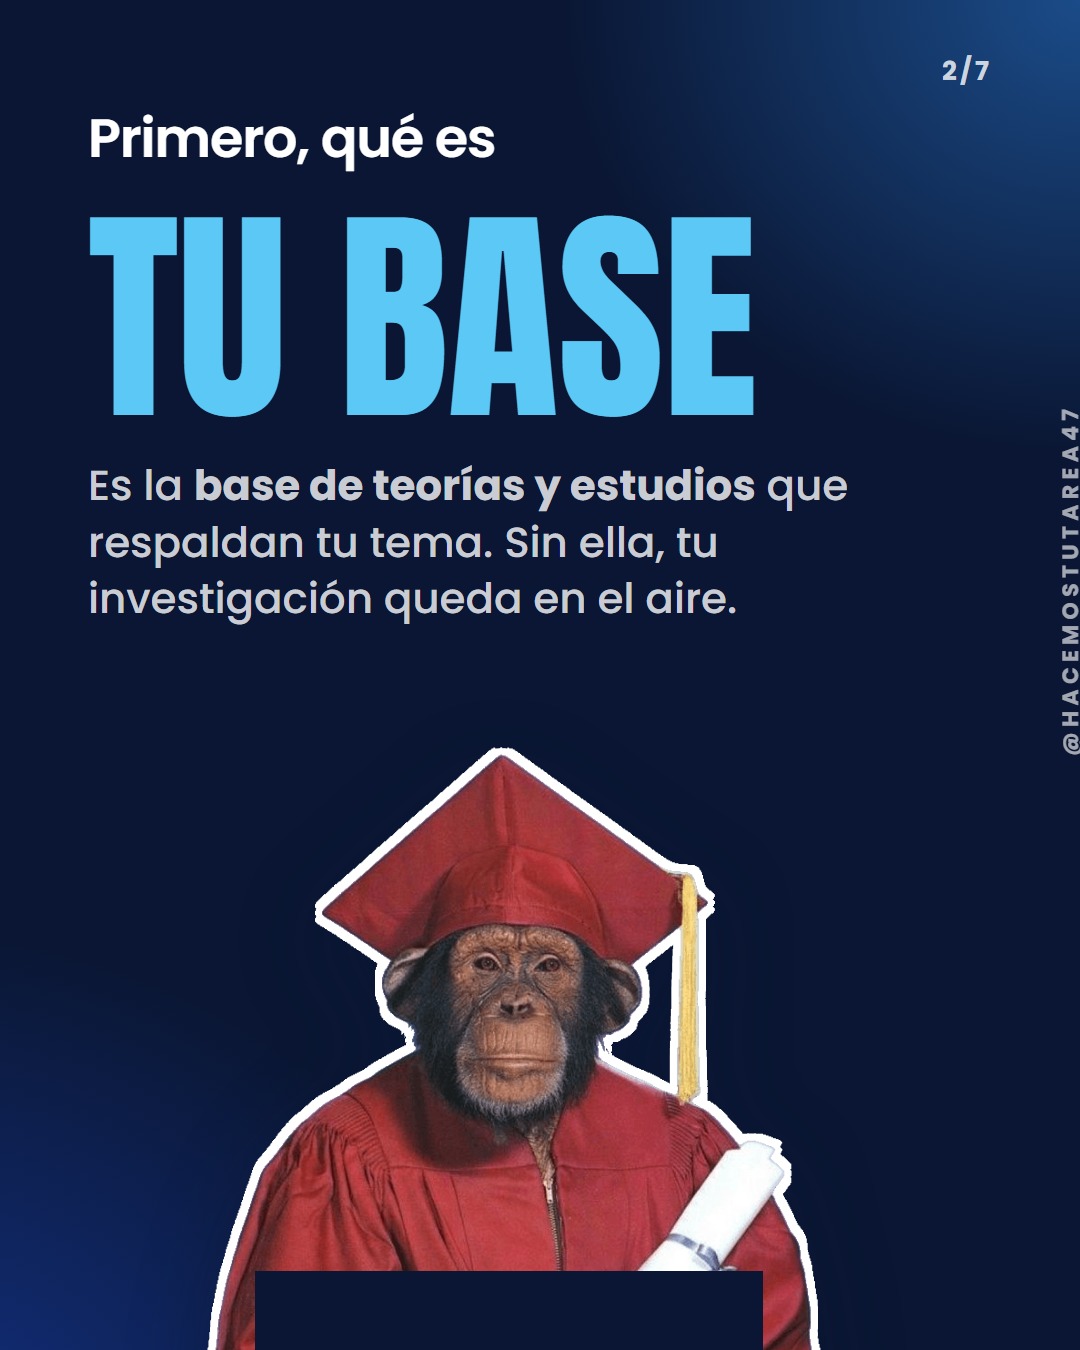 2/7
Primero, qué es
TU BASE
Es la base de teorías y estudios que
respaldan tu tema. Sin ella, tu
investigación queda en el aire.
@HACEMOSTUTAREA47